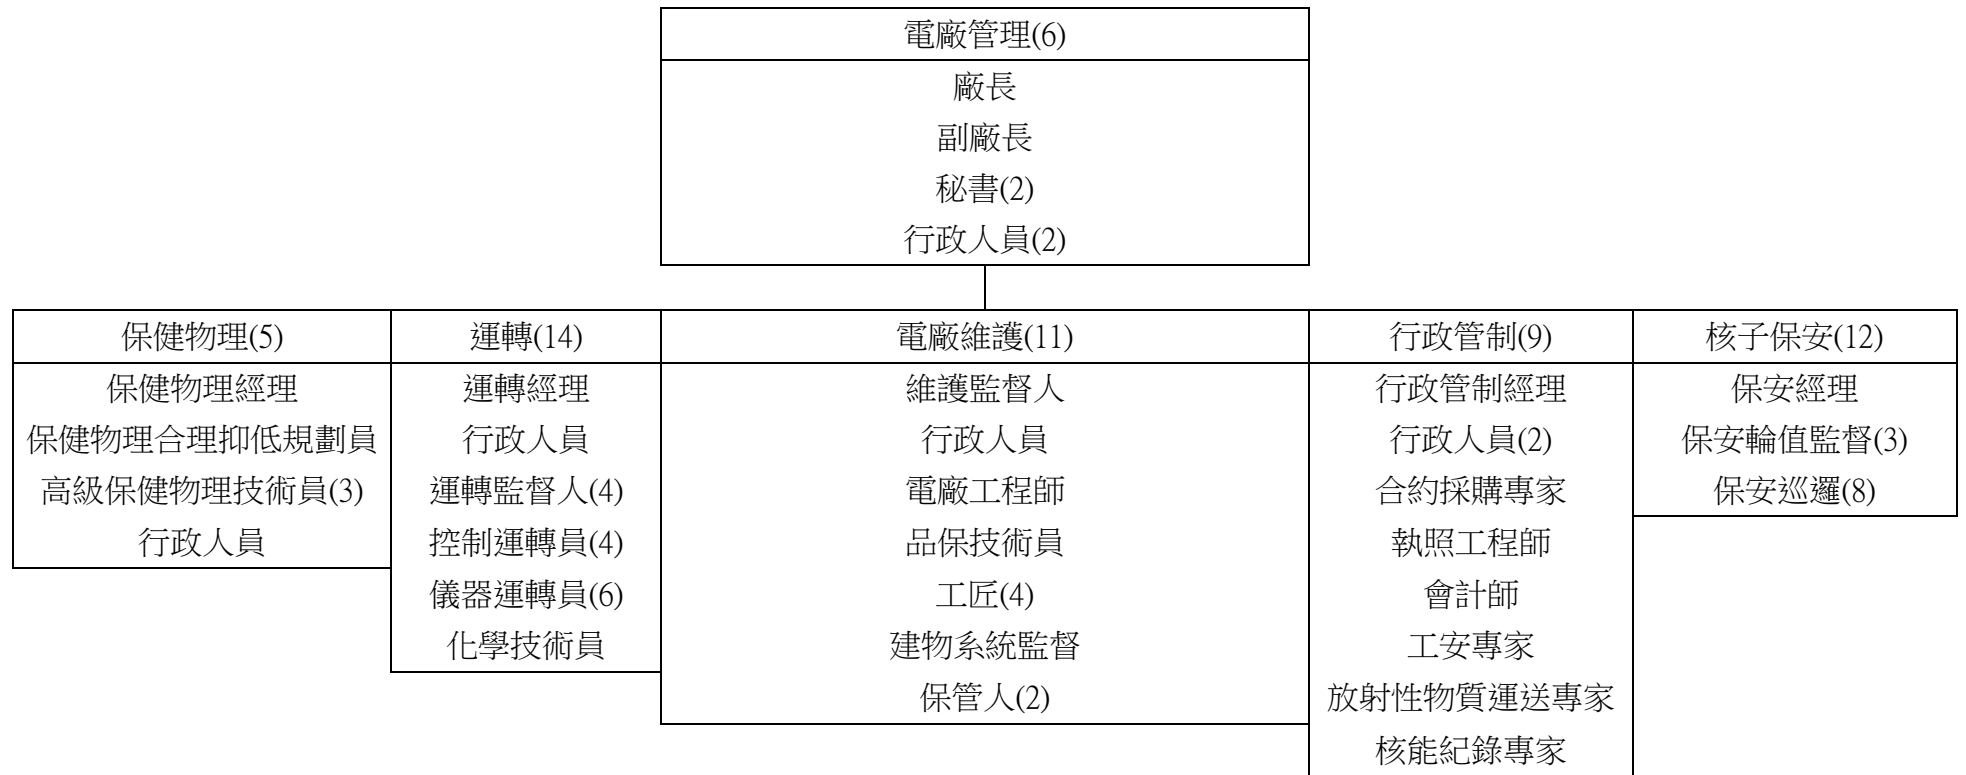 電廠管理(6)
廠長
副廠長
秘書(2)
行政人員(2)
保健物理(5)
保健物理經理
保健物理合理抑低規劃員
高級保健物理技術員(3)
行政人員
運轉(14)
運轉經理
行政人員
運轉監督人(4)
控制運轉員(4)
儀器運轉員(6)
化學技術員
電廠維護(11)
維護監督人
行政人員
電廠工程師
品保技術員
工匠(4)
建物系統監督
保管人(2)
行政管制(9)
行政管制經理
行政人員(2)
合約採購專家
執照工程師
會計師
工安專家
放射性物質運送專家
核能紀錄專家
核子保安(12)
保安經理
保安輪值監督(3)
保安巡邏(8)